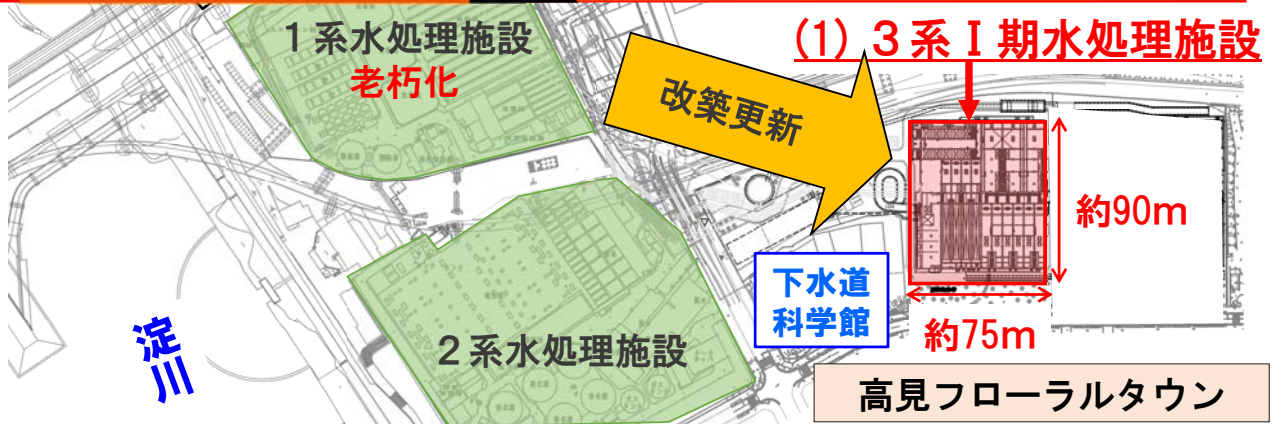 1系水処理施設
老朽化
改築更新
(1) 3系Ⅰ期水処理施設
約90m
約75m
下水道
科学館
2系水処理施設
淀川
高見フローラルタウン